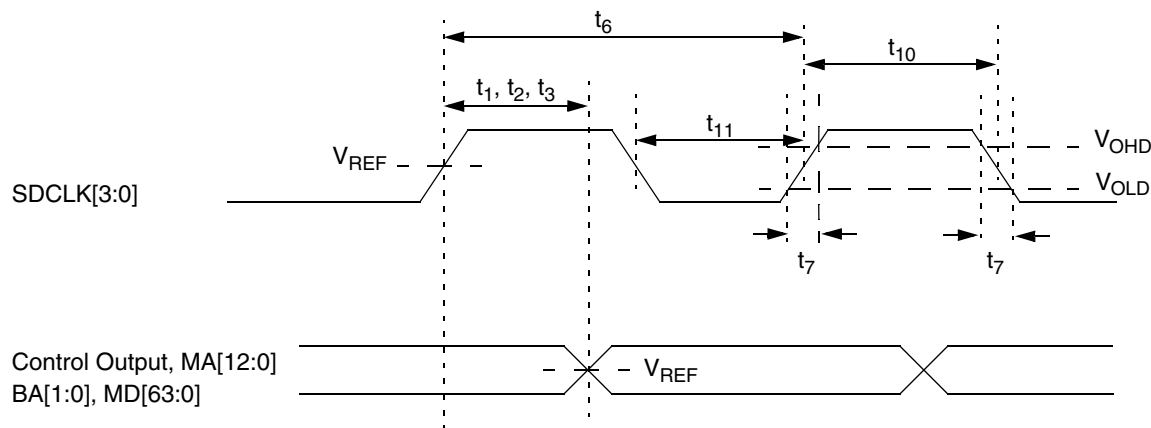 t6
t10
t1, t2, t3
t11
VREF
VOHD
VOLD
SDCLK[3:0]
t7
t7
Control Output, MA[12:0]
BA[1:0], MD[63:0]
VREF